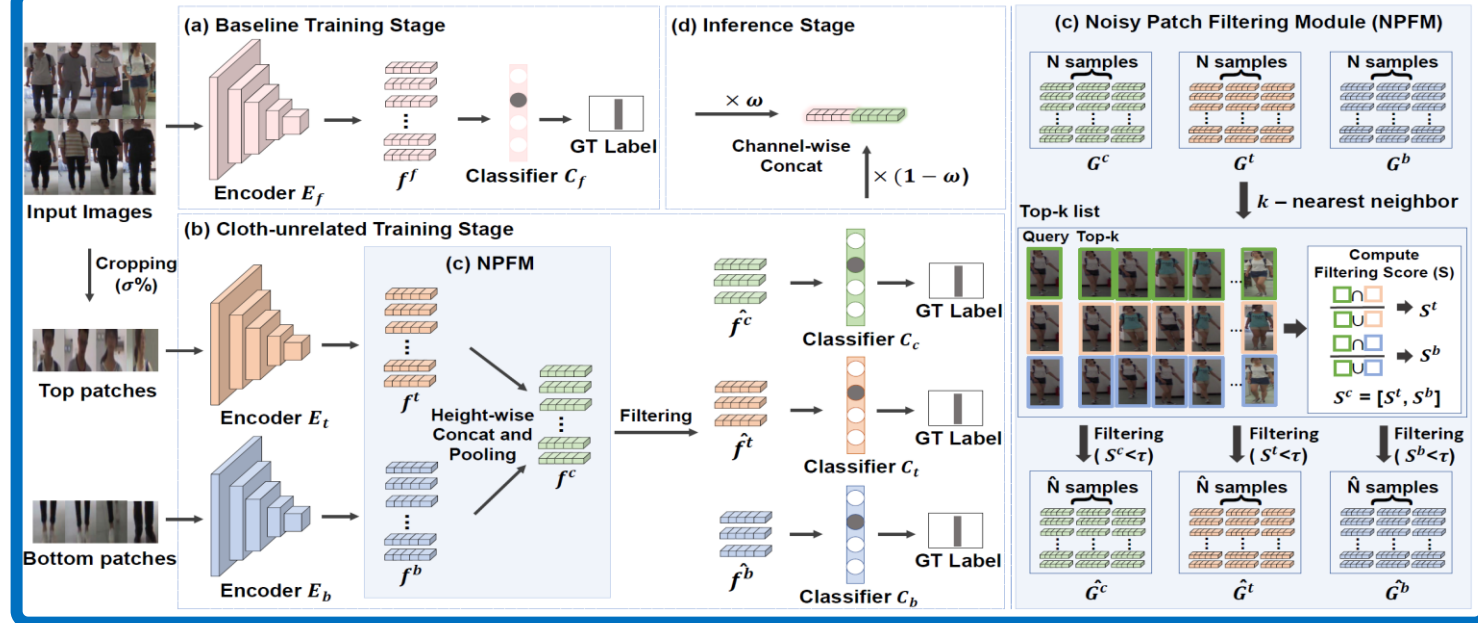 (a) Baseline Training Stage
Input Images
Encoder E_f
f^f
Classifier C_f
GT Label
(d) Inference Stage
× ω
Channel-wise
Concat
× (1 − ω)
Cropping
(σ%)
Top patches
Bottom patches
(b) Cloth-unrelated Training Stage
Encoder E_t
Encoder E_b
(c) NPFM
f^t
f^b
Height-wise
Concat and
Pooling
f^c
Filtering
f̂^c
Classifier C_c
GT Label
f̂^t
Classifier C_t
GT Label
f̂^b
Classifier C_b
GT Label
(c) Noisy Patch Filtering Module (NPFM)
N samples
N samples
N samples
G^c
G^t
G^b
k − nearest neighbor
Top-k list
Query Top-k
Compute
Filtering Score (S)
∩
∪
S^t
∩
∪
S^b
S^c = [S^t, S^b]
Filtering
( S^c<τ)
Filtering
( S^t<τ)
Filtering
( S^b<τ)
N̂ samples
N̂ samples
N̂ samples
Ĝ^c
Ĝ^t
Ĝ^b